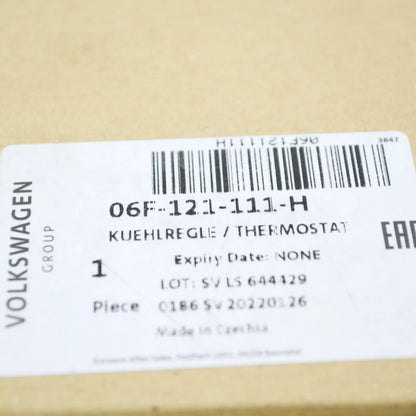 3847
06F121111H
06F-121-111-H
KUEHLREGLE / THERMOSTAT
EAC
VOLKSWAGEN
GROUP
1
Piece
Expiry Date: NONE
LOT: SV LS 644429
0186 SV 20220126
Made in Czechia